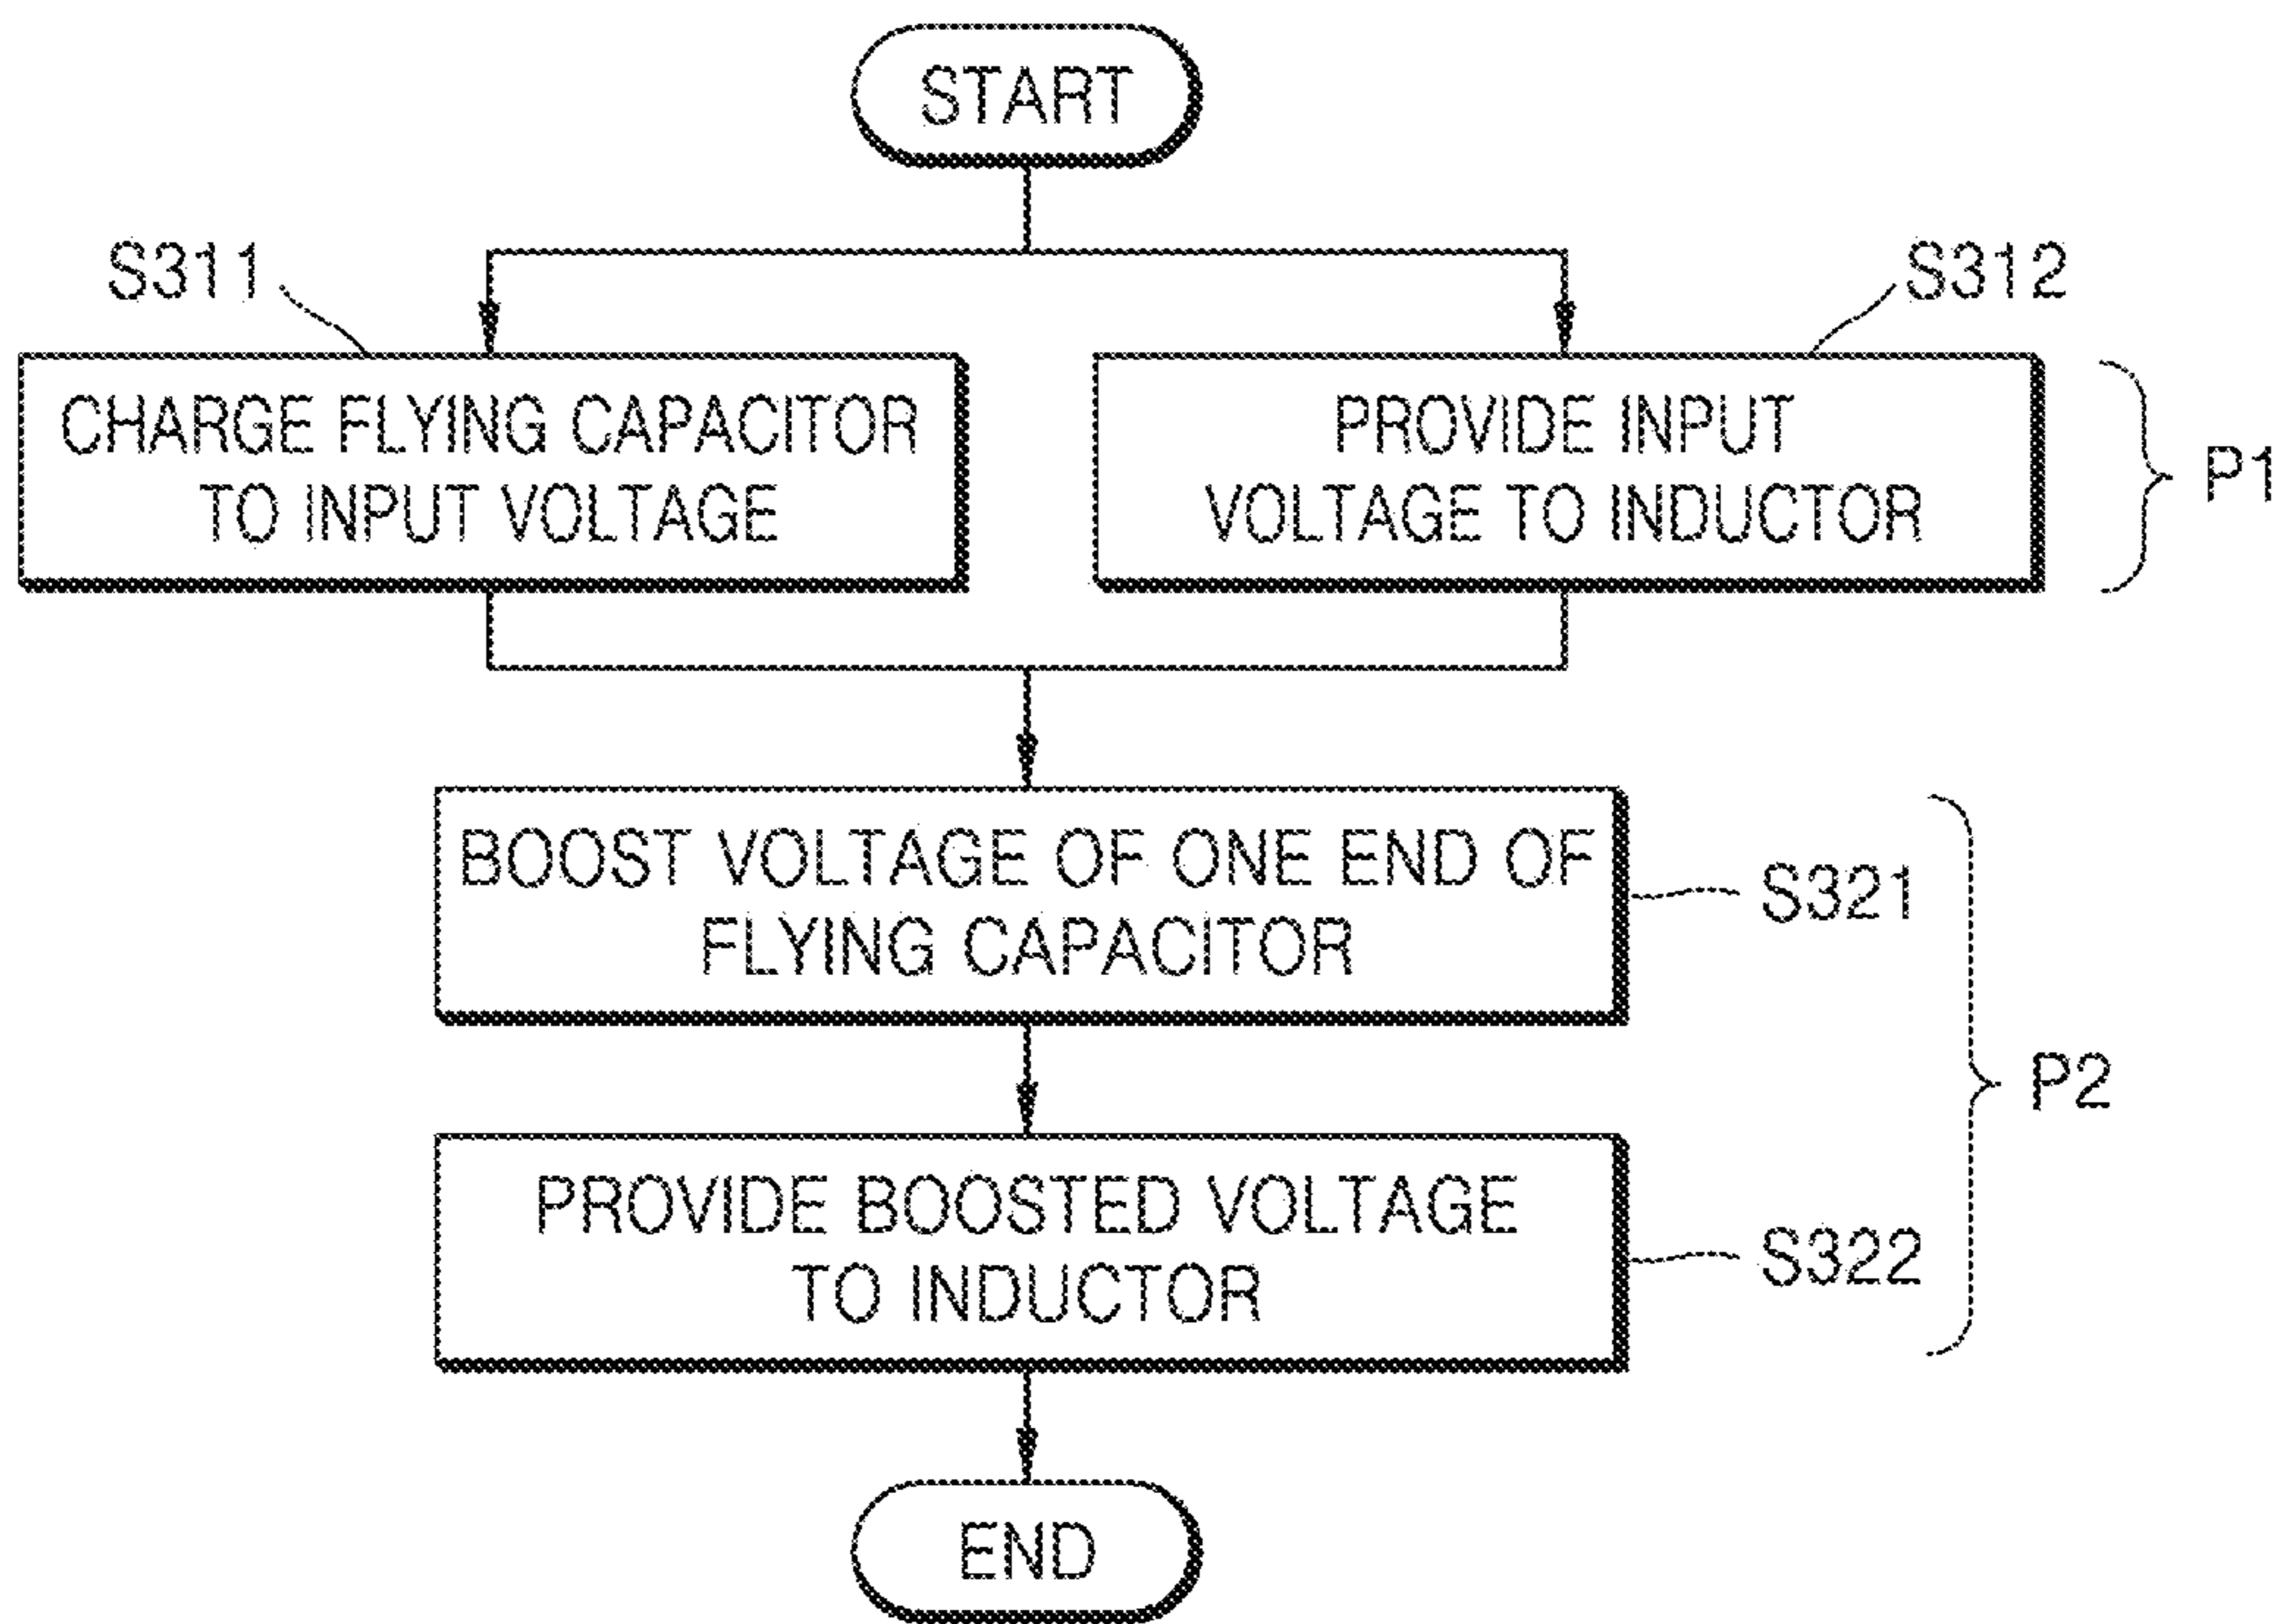 START
S311
S312
CHARGE FLYING CAPACITOR
TO INPUT VOLTAGE
PROVIDE INPUT
VOLTAGE TO INDUCTOR
P1
BOOST VOLTAGE OF ONE END OF
FLYING CAPACITOR
S321
P2
PROVIDE BOOSTED VOLTAGE
TO INDUCTOR
S322
END